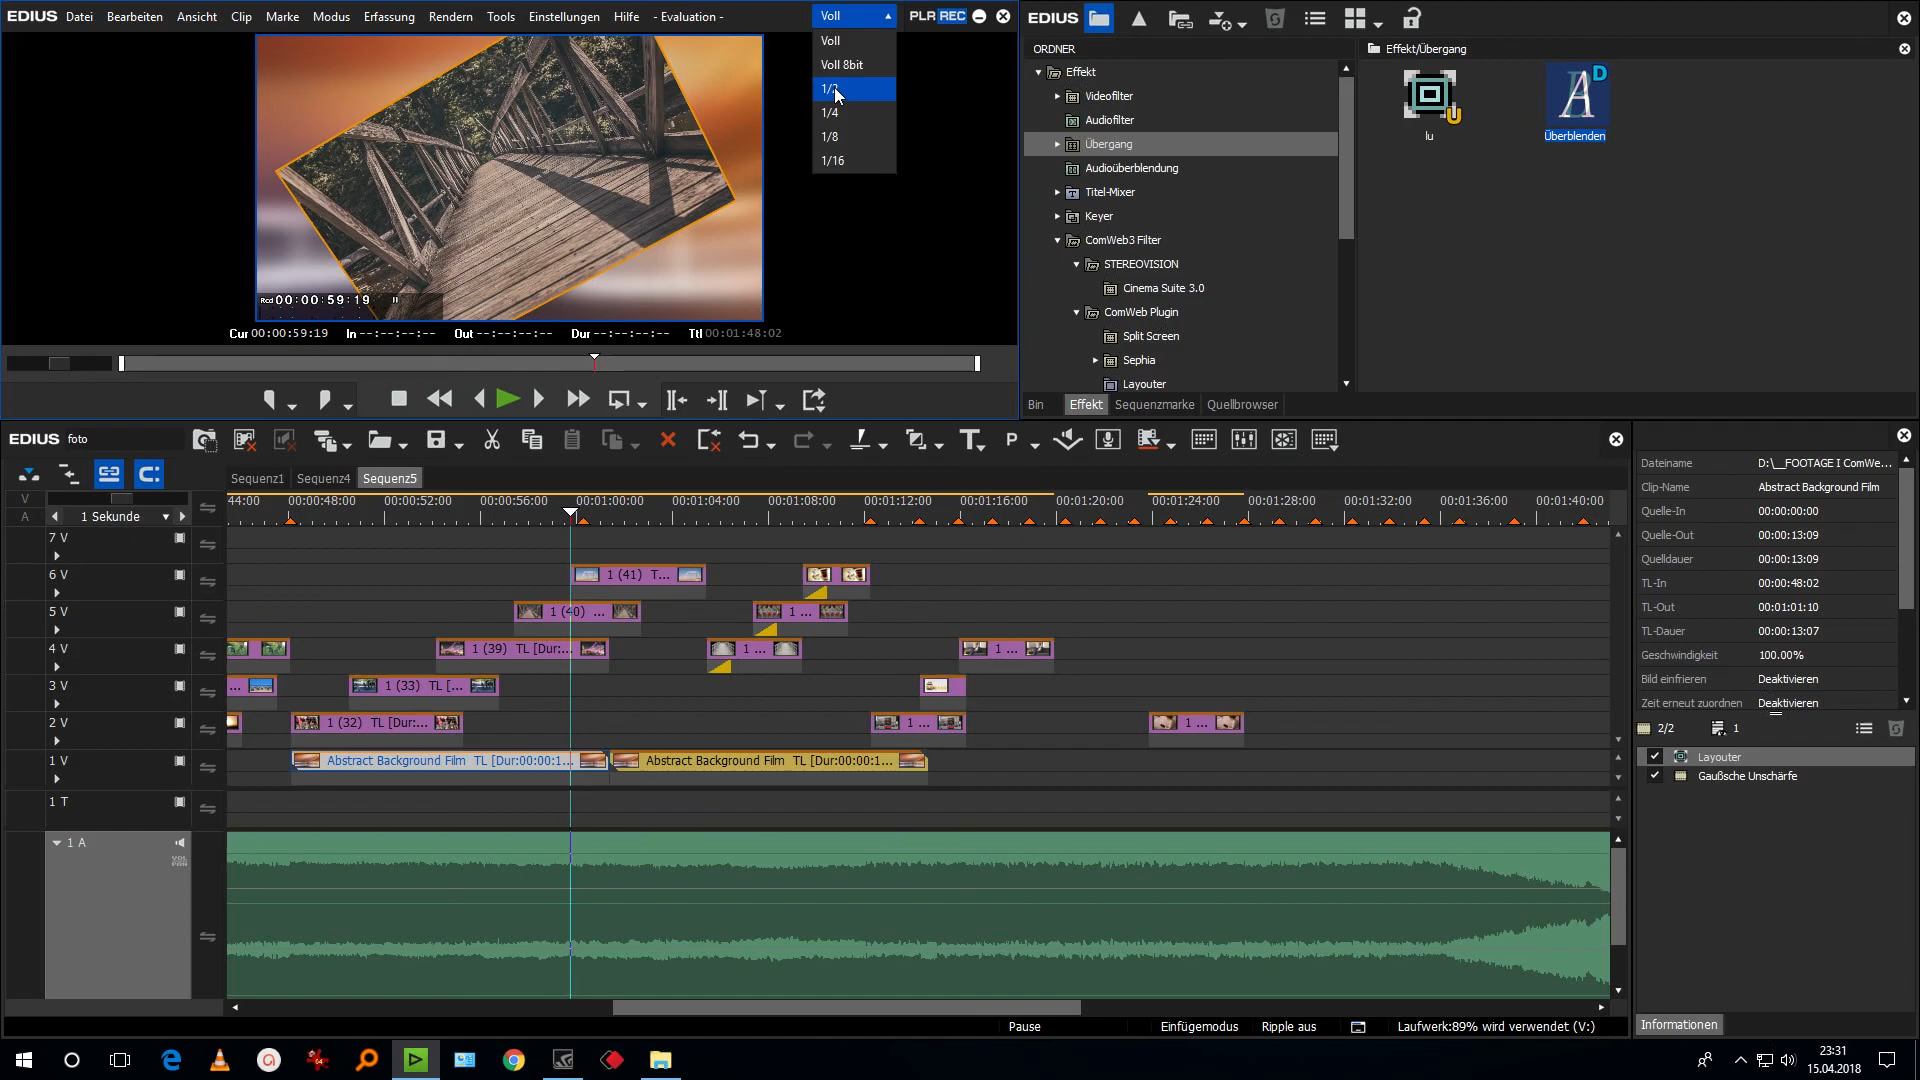 EDIUS Datei Bearbeiten Ansicht Clip Marke Modus Erfassung Rendern Tools Einstellungen Hilfe - Evaluation - Voll PLR REC
Voll
Voll 8bit
1/2
1/4
1/8
1/16
Rcd 00:00:59:19
Cur 00:00:59:19 In --:--:--:-- Out --:--:--:-- Dur --:--:--:-- Ttl 00:01:48:02
EDIUS
ORDNER
Effekt
Videofilter
Audiofilter
Übergang
Audioüberblendung
Titel-Mixer
Keyer
ComWeb3 Filter
STEREOVISION
Cinema Suite 3.0
ComWeb Plugin
Split Screen
Sephia
Layouter
Effekt/Übergang
U
lu
A D
Überblenden
Bin Effekt Sequenzmarke Quellbrowser
EDIUS foto
T P
Sequenz1 Sequenz4 Sequenz5
V
A
1 Sekunde
44:00 00:00:48:00 00:00:52:00 00:00:56:00 00:01:00:00 00:01:04:00 00:01:08:00 00:01:12:00 00:01:16:00 00:01:20:00 00:01:24:00 00:01:28:00 00:01:32:00 00:01:36:00 00:01:40:00
7 V
6 V
1 (41) T...
5 V
1 (40) ... 1 ...
4 V
1 (39) TL [Dur:... 1 ... 1 ...
3 V
... 1 (33) TL [...
2 V
1 (32) TL [Dur:... 1 ... 1 ...
1 V
Abstract Background Film TL [Dur:00:00:1... Abstract Background Film TL [Dur:00:00:1...
1 T
1 A
VOL
PAN
Dateiname D:\__FOOTAGE I ComWe...
Clip-Name Abstract Background Film
Quelle-In 00:00:00:00
Quelle-Out 00:00:13:09
Quelldauer 00:00:13:09
TL-In 00:00:48:02
TL-Out 00:01:01:10
TL-Dauer 00:00:13:07
Geschwindigkeit 100.00%
Bild einfrieren Deaktivieren
Zeit erneut zuordnen Deaktivieren
2/2 1
Layouter
Gaußsche Unschärfe
Informationen
Pause Einfügemodus Ripple aus Laufwerk:89% wird verwendet (V:)
23:31
15.04.2018